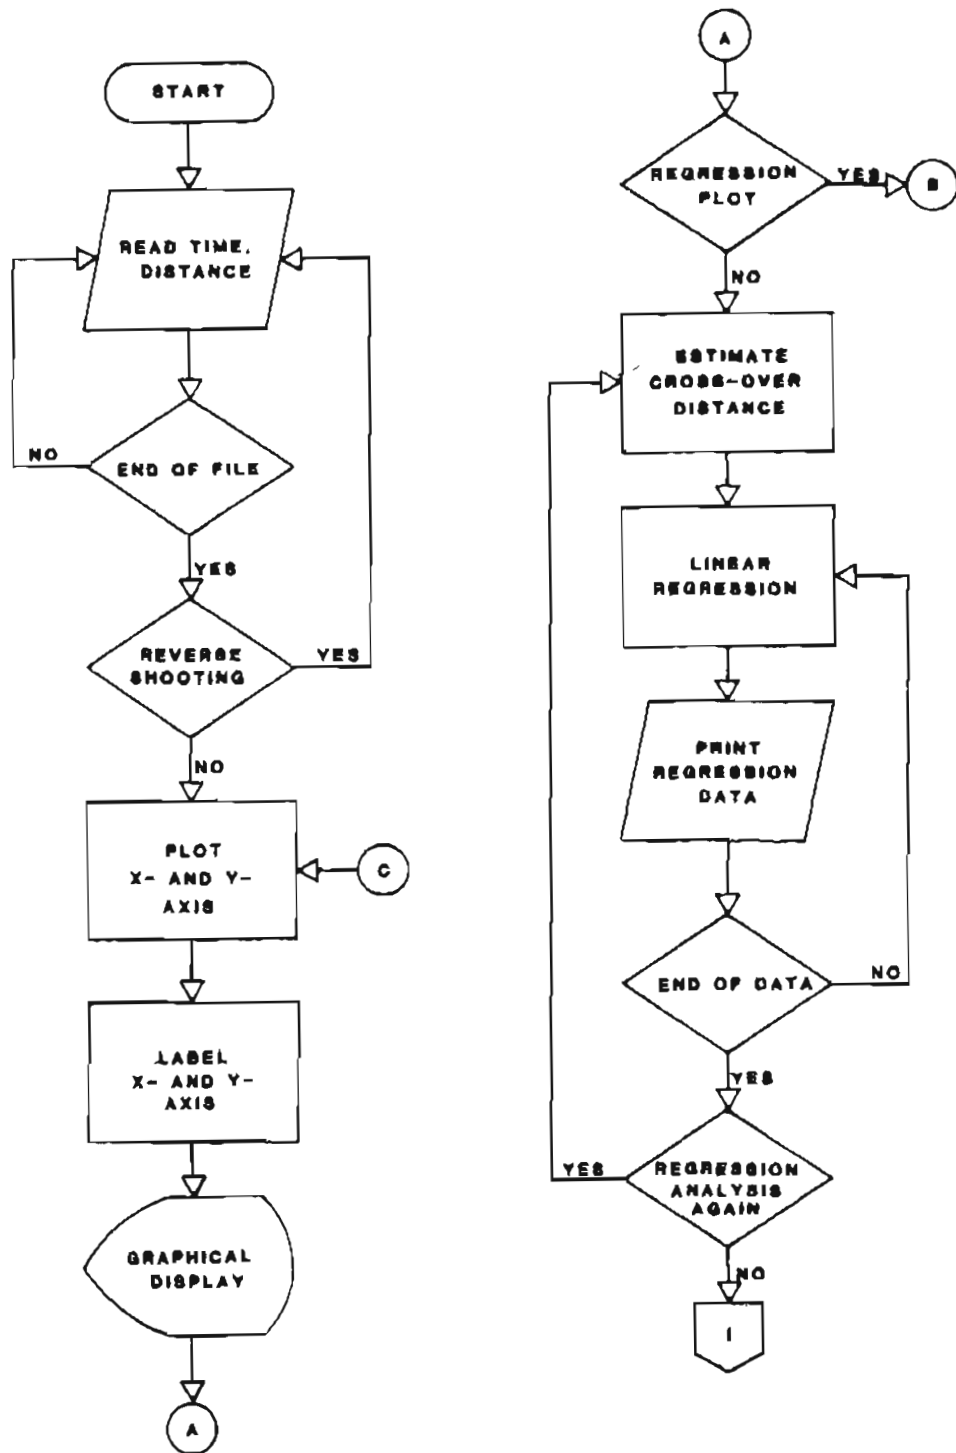 START
READ TIME,
DISTANCE
NO
END OF FILE
YES
REVERSE
SHOOTING
YES
NO
PLOT
X- AND Y-
AXIS
C
LABEL
X- AND Y-
AXIS
GRAPHICAL
DISPLAY
A
A
REGRESSION
PLOT
YES
B
NO
ESTIMATE
CROSS-OVER
DISTANCE
LINEAR
REGRESSION
PRINT
REGRESSION
DATA
END OF DATA
NO
YES
YES
REGRESSION
ANALYSIS
AGAIN
NO
1